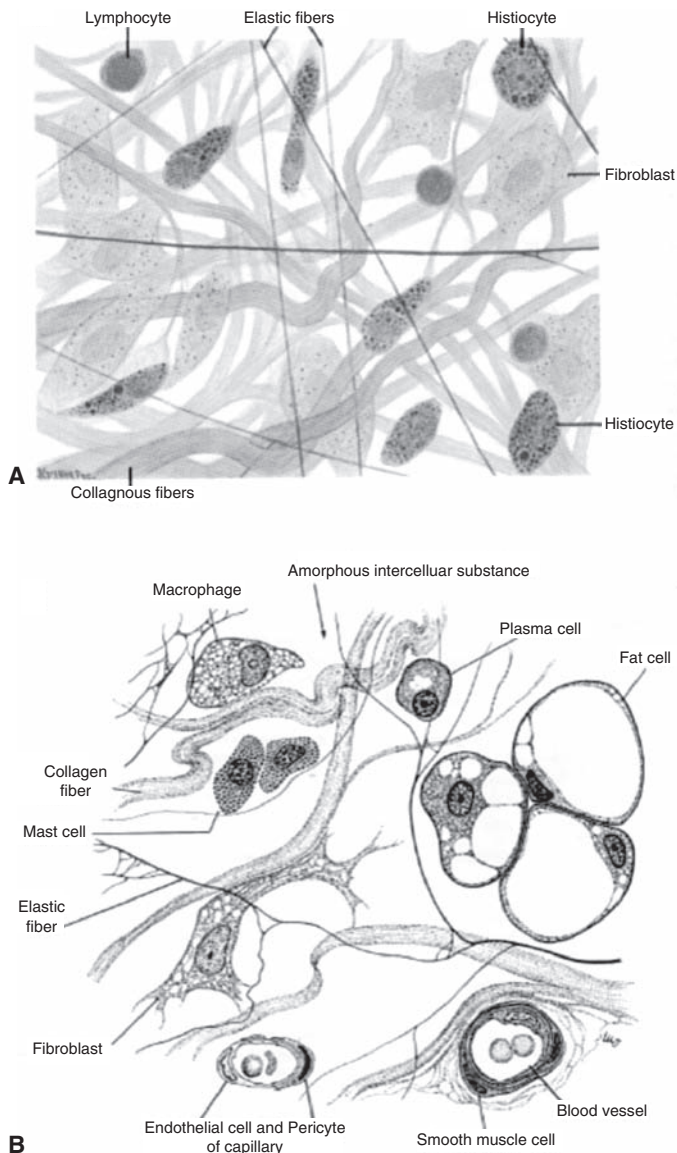 Lymphocyte
Elastic fibers
Histiocyte
Fibroblast
Histiocyte
A
Collagnous fibers
Amorphous intercelluar substance
Macrophage
Plasma cell
Fat cell
Collagen
fiber
Mast cell
Elastic
fiber
Fibroblast
Blood vessel
Endothelial cell and Pericyte
of capillary
Smooth muscle cell
B